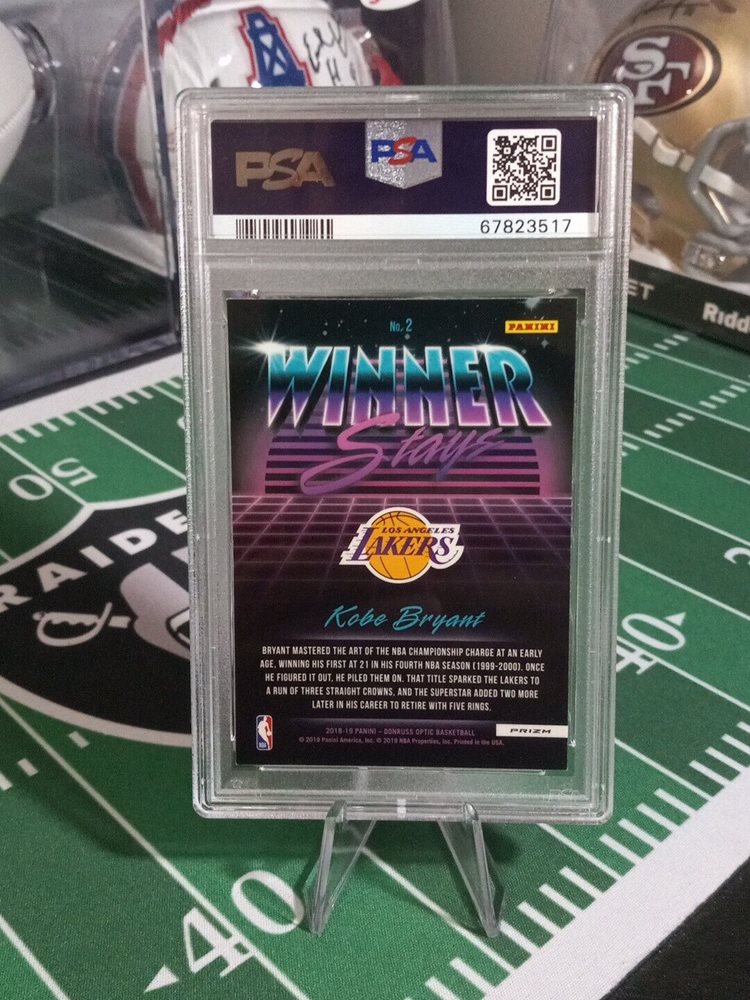 SF
PSA
PSA
67823517
ET
Ridd
No. 2
PANINI
WINNER
Stays
LOS ANGELES
LAKERS
Kobe Bryant
BRYANT MASTERED THE ART OF THE NBA CHAMPIONSHIP CHARGE AT AN EARLY
AGE, WINNING HIS FIRST AT 21 IN HIS FOURTH NBA SEASON (1999-2000). ONCE
HE FIGURED IT OUT, HE PILED THEM ON. THAT TITLE SPARKED THE LAKERS TO
A RUN OF THREE STRAIGHT CROWNS, AND THE SUPERSTAR ADDED TWO MORE
LATER IN HIS CAREER TO RETIRE WITH FIVE RINGS.
NBA
2018-19 PANINI - DONRUSS OPTIC BASKETBALL
© 2019 Panini America, Inc. © 2019 NBA Properties, Inc. Printed in the USA.
PRIZM
50
RAIDE
40
40